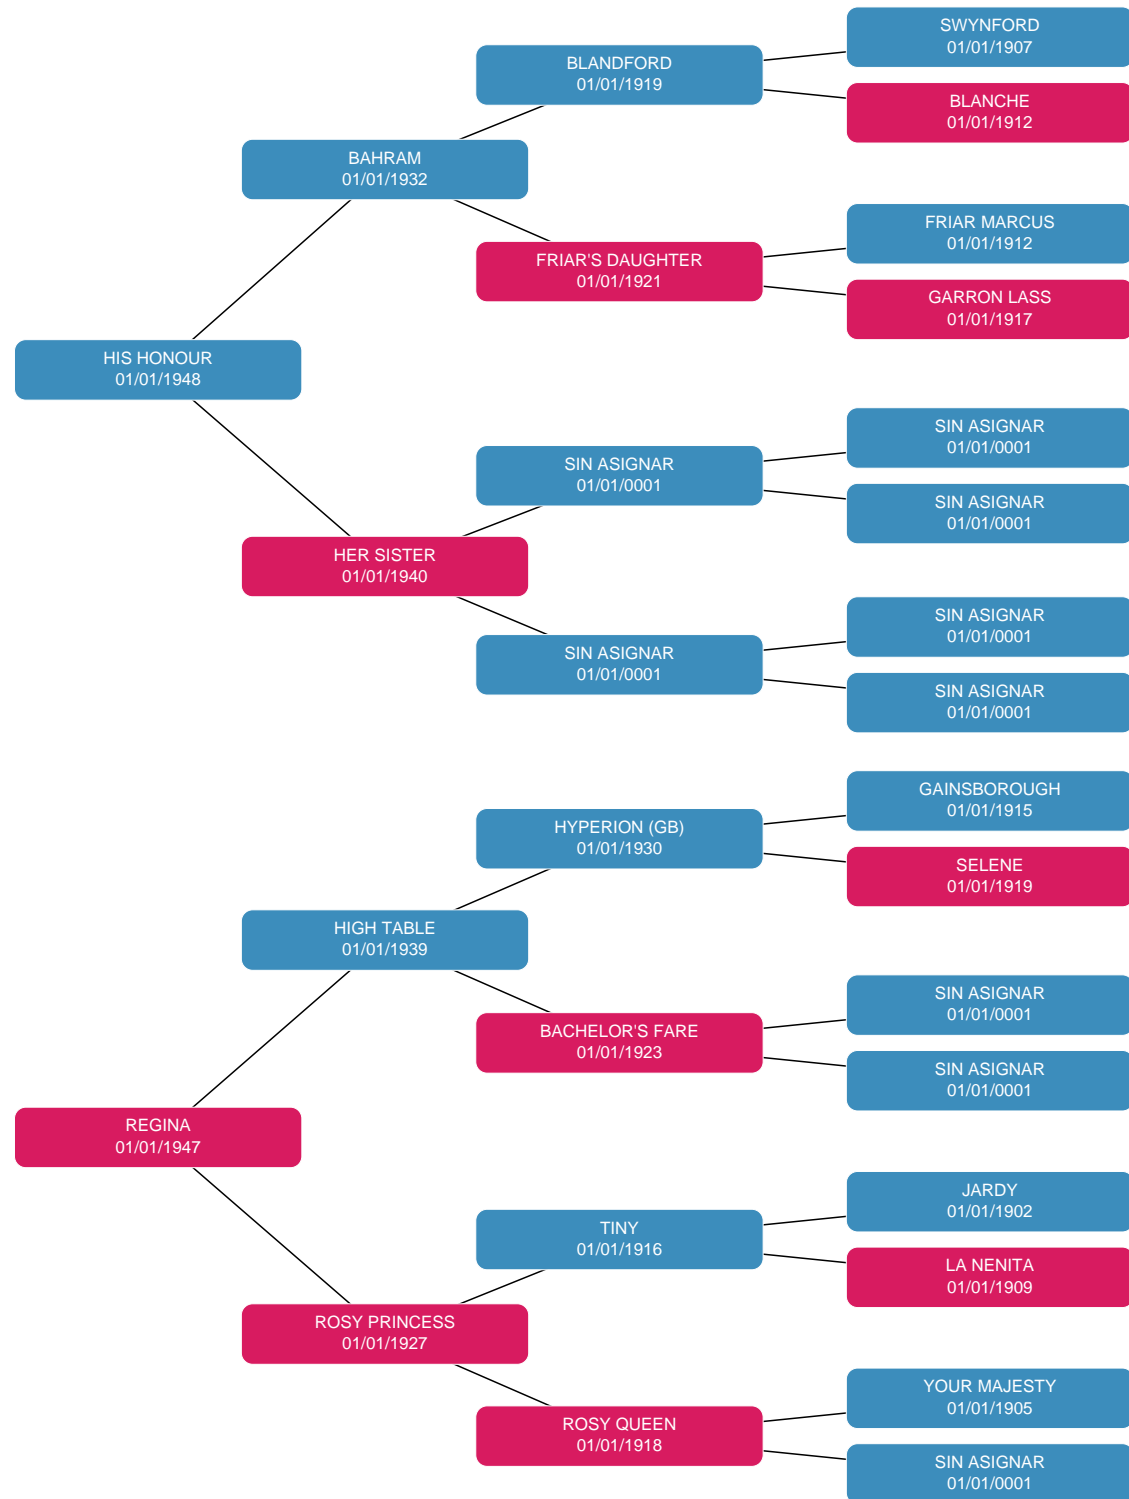 SWYNFORD
01/01/1907
BLANDFORD
01/01/1919
BLANCHE
01/01/1912
BAHRAM
01/01/1932
FRIAR MARCUS
01/01/1912
FRIAR'S DAUGHTER
01/01/1921
GARRON LASS
01/01/1917
HIS HONOUR
01/01/1948
SIN ASIGNAR
01/01/0001
SIN ASIGNAR
01/01/0001
SIN ASIGNAR
01/01/0001
HER SISTER
01/01/1940
SIN ASIGNAR
01/01/0001
SIN ASIGNAR
01/01/0001
SIN ASIGNAR
01/01/0001
GAINSBOROUGH
01/01/1915
HYPERION (GB)
01/01/1930
SELENE
01/01/1919
HIGH TABLE
01/01/1939
SIN ASIGNAR
01/01/0001
BACHELOR'S FARE
01/01/1923
SIN ASIGNAR
01/01/0001
REGINA
01/01/1947
JARDY
01/01/1902
TINY
01/01/1916
LA NENITA
01/01/1909
ROSY PRINCESS
01/01/1927
YOUR MAJESTY
01/01/1905
ROSY QUEEN
01/01/1918
SIN ASIGNAR
01/01/0001